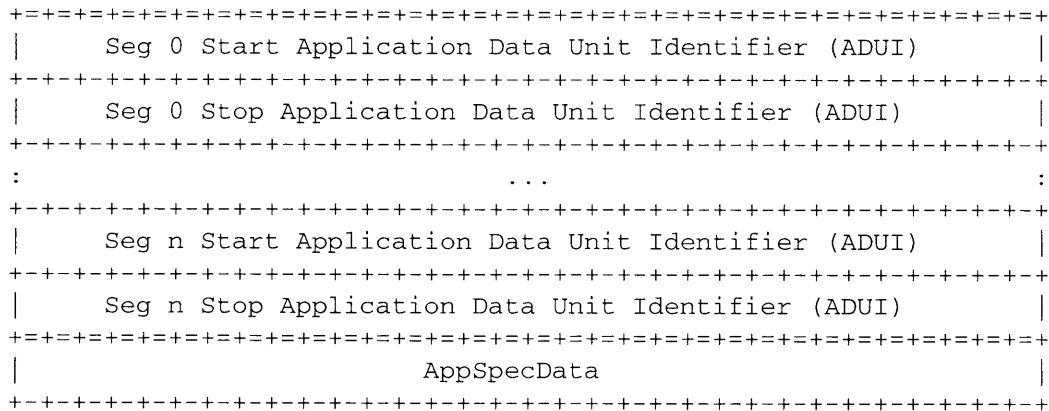 +=+=+=+=+=+=+=+=+=+=+=+=+=+=+=+=+=+=+=+=+=+=+=+=+=+=+=+=+=+=+=+=+
|     Seg 0 Start Application Data Unit Identifier (ADUI)       |
+-+-+-+-+-+-+-+-+-+-+-+-+-+-+-+-+-+-+-+-+-+-+-+-+-+-+-+-+-+-+-+-+
|     Seg 0 Stop Application Data Unit Identifier (ADUI)        |
+-+-+-+-+-+-+-+-+-+-+-+-+-+-+-+-+-+-+-+-+-+-+-+-+-+-+-+-+-+-+-+-+
:                              ...                              :
+-+-+-+-+-+-+-+-+-+-+-+-+-+-+-+-+-+-+-+-+-+-+-+-+-+-+-+-+-+-+-+-+
|     Seg n Start Application Data Unit Identifier (ADUI)       |
+-+-+-+-+-+-+-+-+-+-+-+-+-+-+-+-+-+-+-+-+-+-+-+-+-+-+-+-+-+-+-+-+
|     Seg n Stop Application Data Unit Identifier (ADUI)        |
+=+=+=+=+=+=+=+=+=+=+=+=+=+=+=+=+=+=+=+=+=+=+=+=+=+=+=+=+=+=+=+=+
|                         AppSpecData                           |
+-+-+-+-+-+-+-+-+-+-+-+-+-+-+-+-+-+-+-+-+-+-+-+-+-+-+-+-+-+-+-+-+